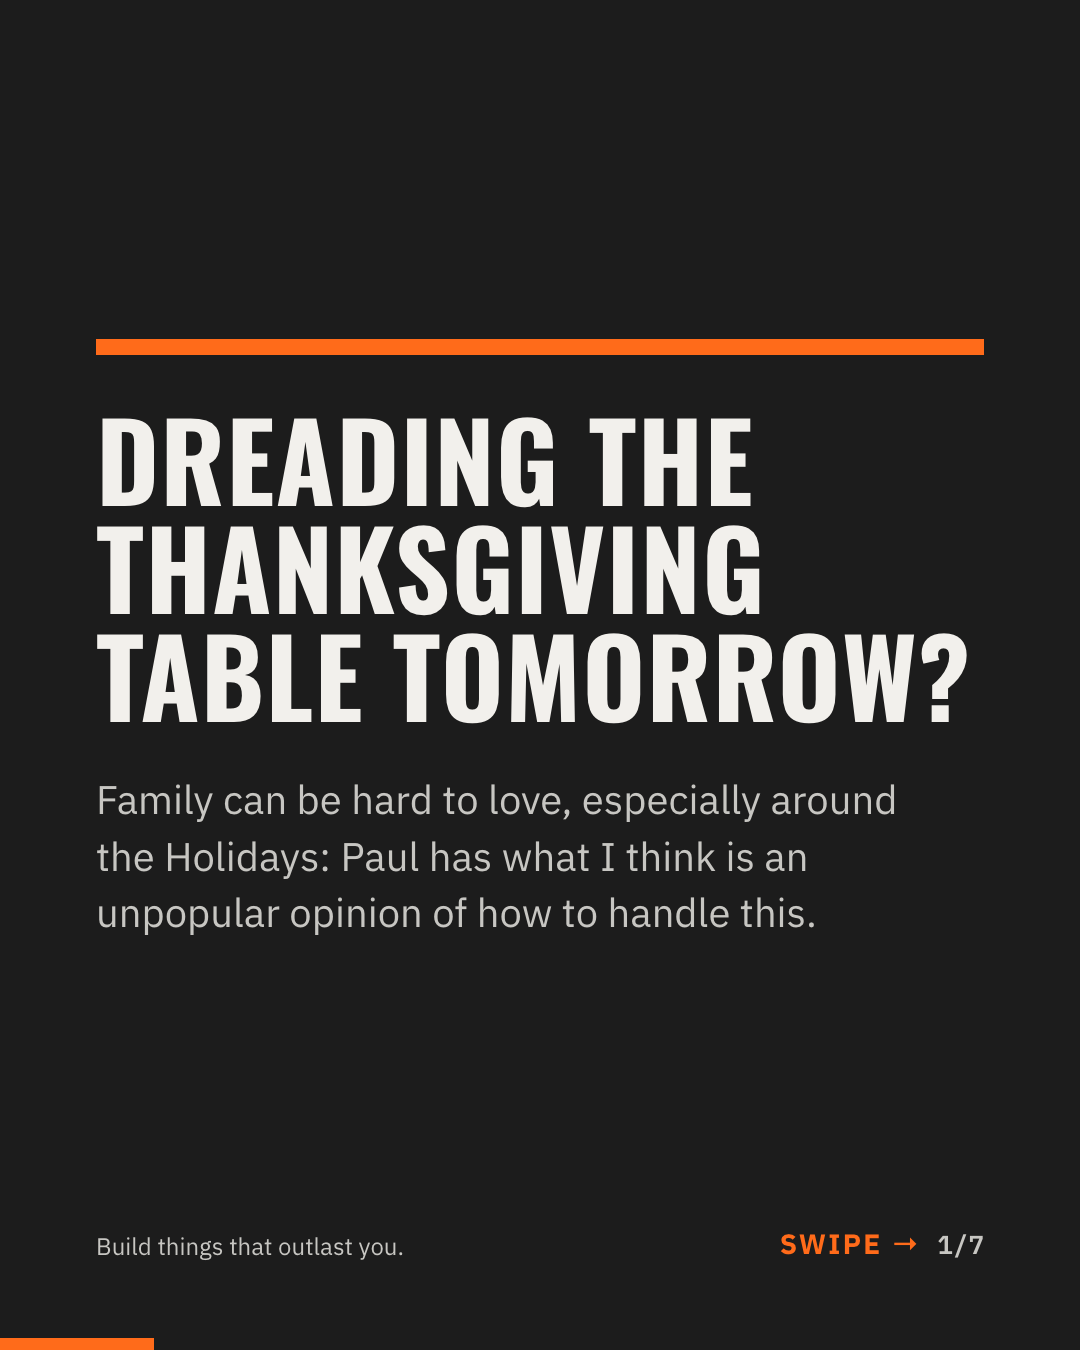 DREADING THE
THANKSGIVING
TABLE TOMORROW?
Family can be hard to love, especially around
the Holidays: Paul has what I think is an
unpopular opinion of how to handle this.
Build things that outlast you.
SWIPE → 1/7